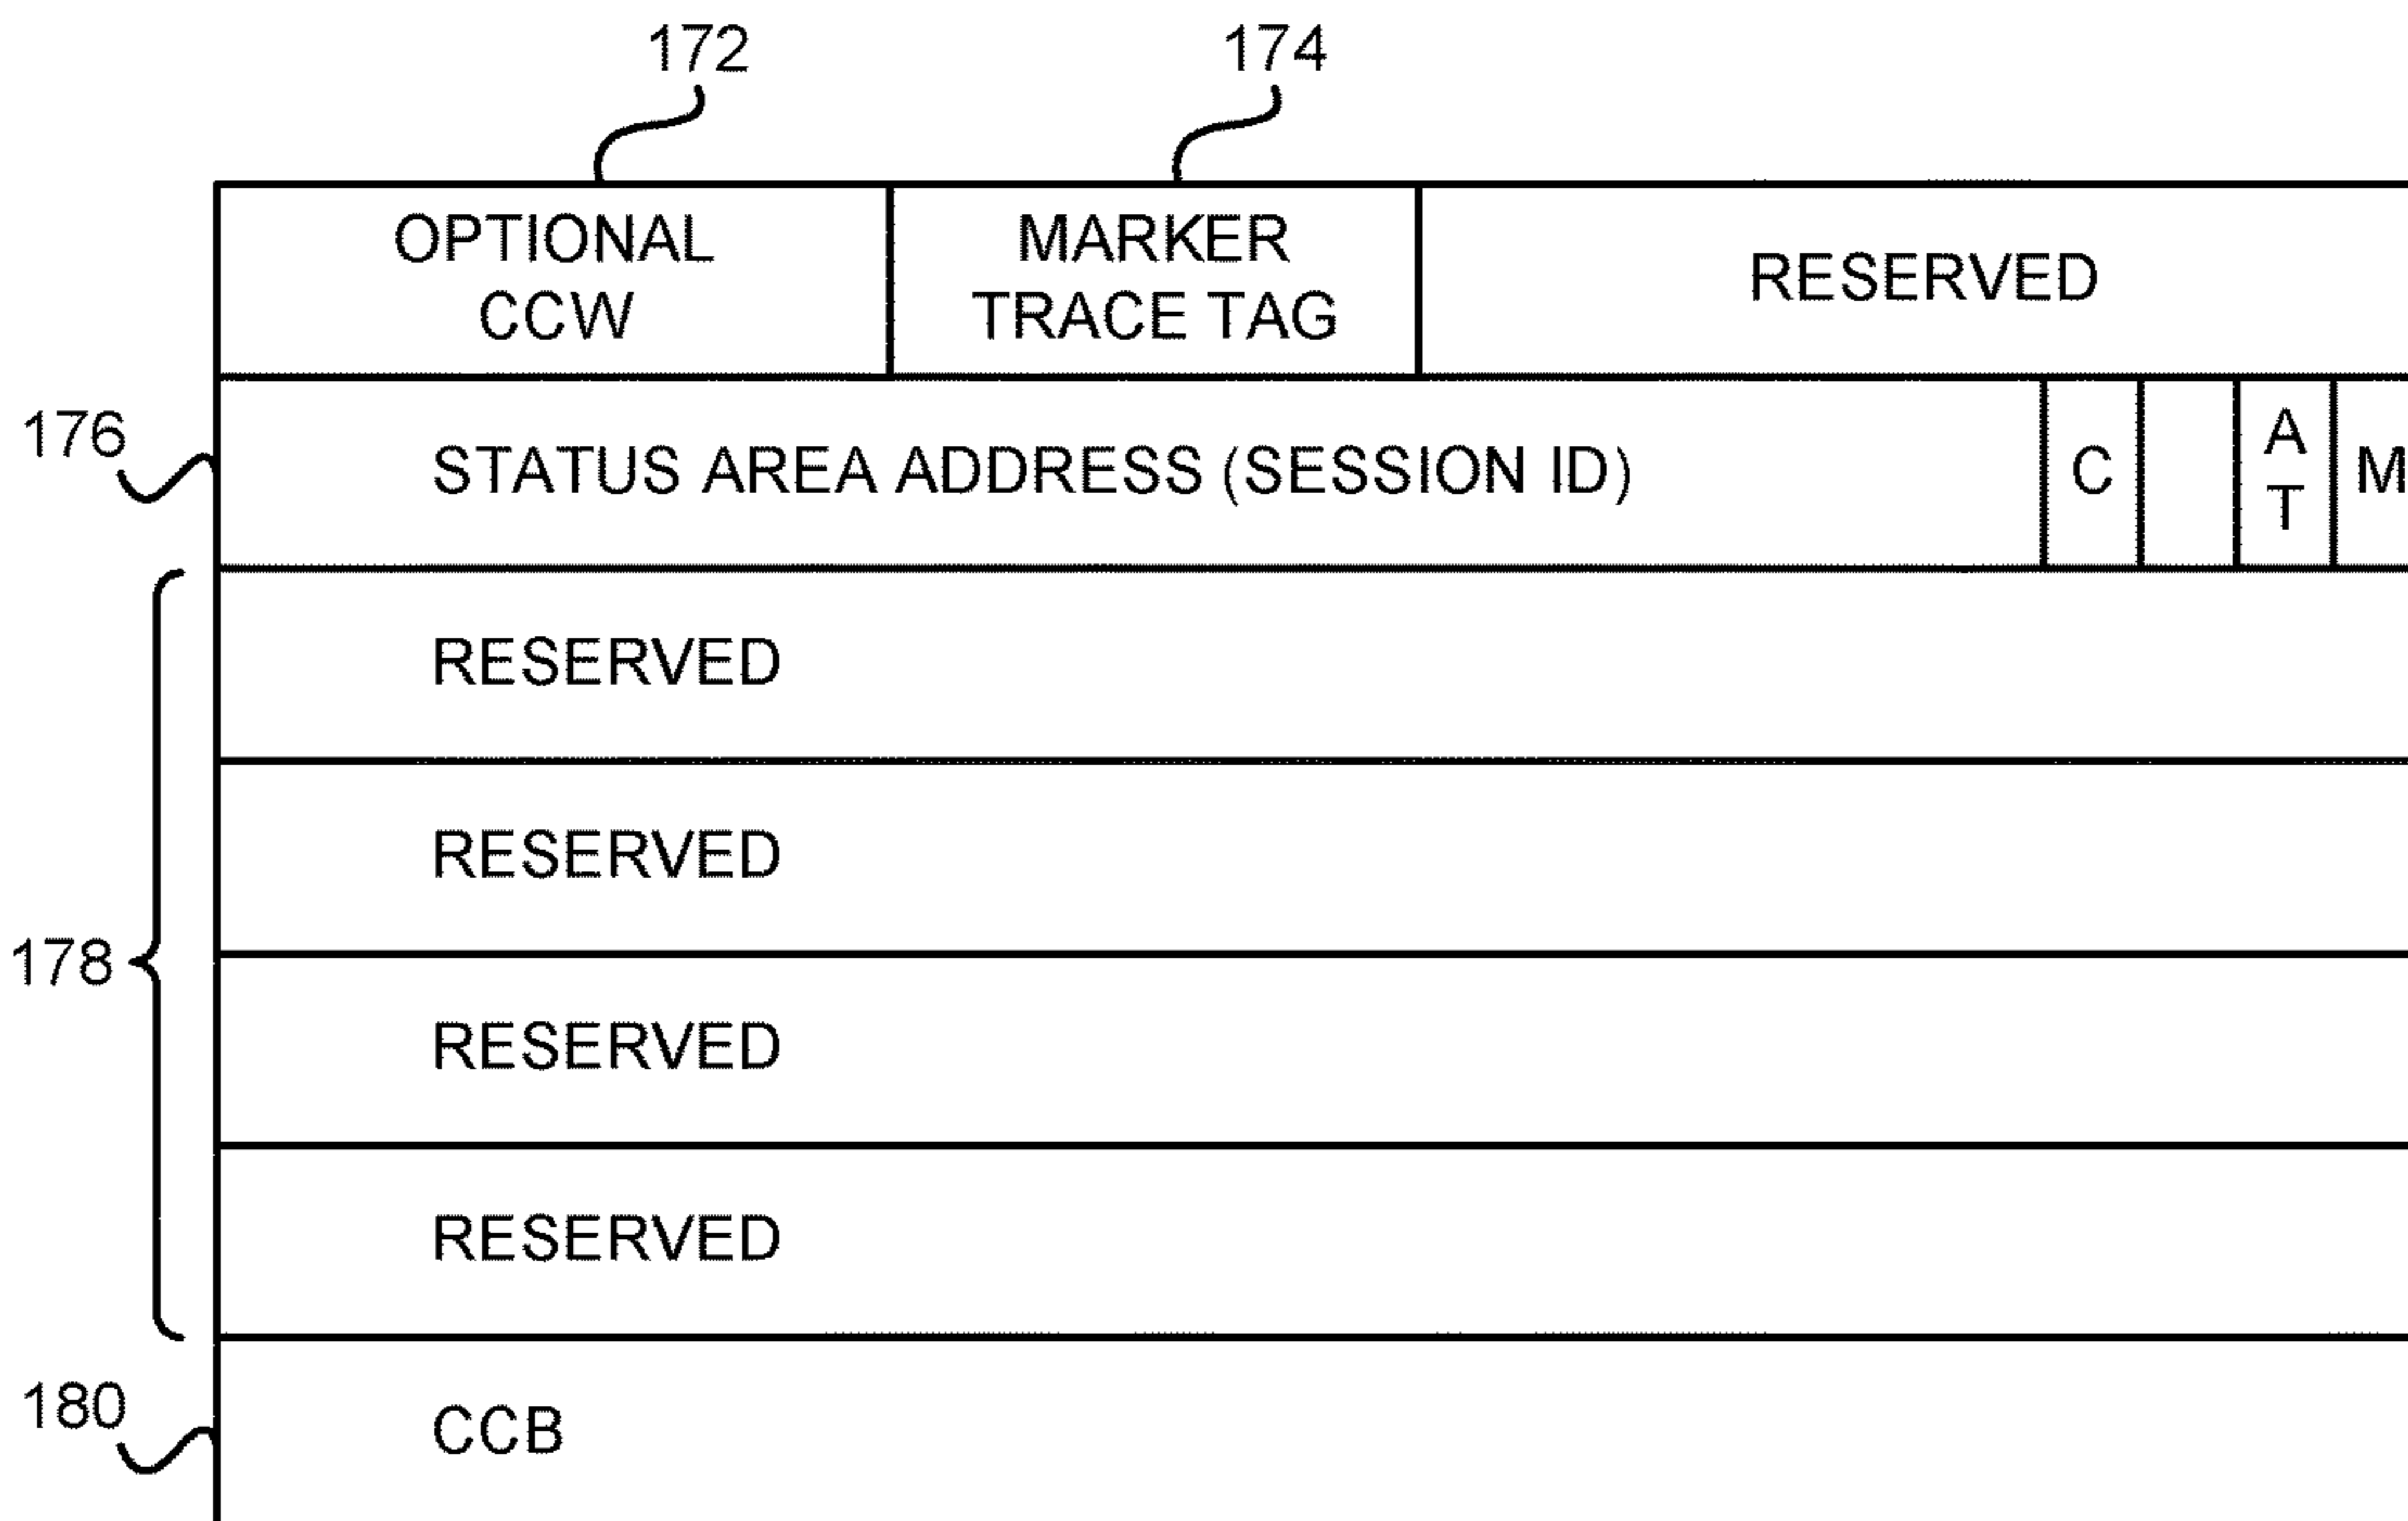 172
174
OPTIONAL
CCW
MARKER
TRACE TAG
RESERVED
176
STATUS AREA ADDRESS (SESSION ID)
C
A
T
M
RESERVED
RESERVED
178
RESERVED
RESERVED
180
CCB